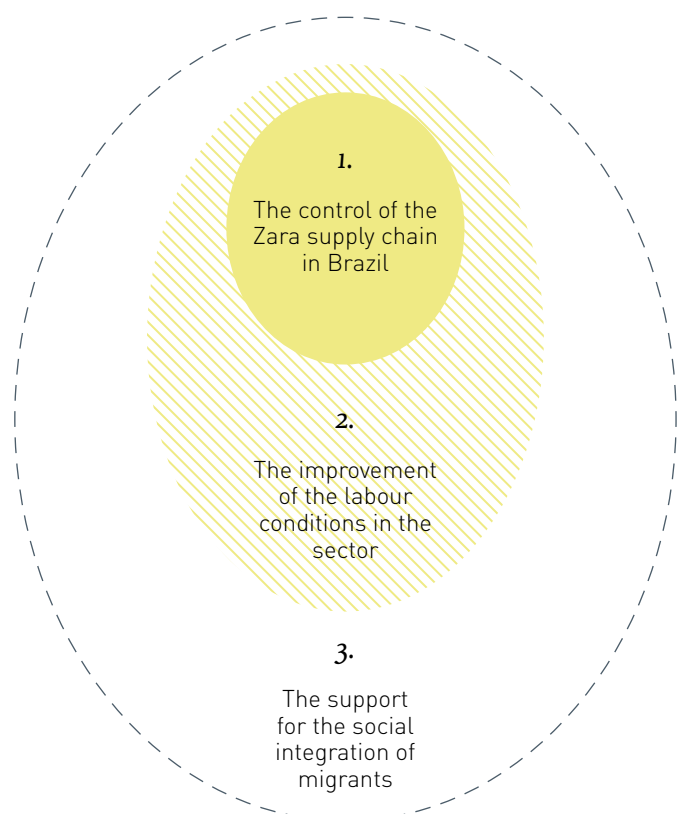 1.
The control of the
Zara supply chain
in Brazil
2.
The improvement
of the labour
conditions in the
sector
3.
The support
for the social
integration of
migrants